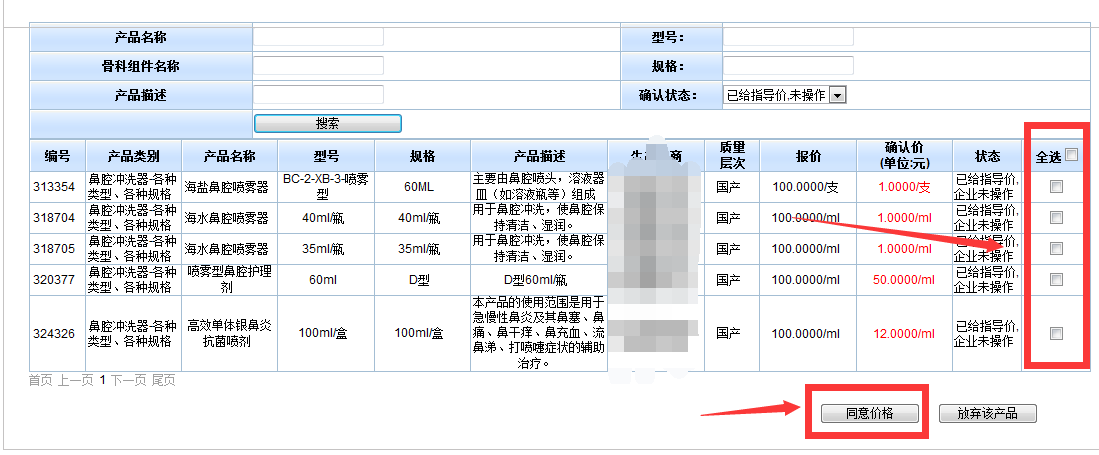 产品名称 型号：
骨科组件名称 规格：
产品描述 确认状态： 已给指导价,未操作
搜索
编号 产品类别 产品名称 型号 规格 产品描述 生 商 质量层次 报价 确认价(单位:元) 状态 全选
313354 鼻腔冲洗器-各种类型、各种规格 海盐鼻腔喷雾器 BC-2-XB-3-喷雾型 60ML 主要由鼻腔喷头，溶液器皿（如溶液瓶等）组成 国产 100.0000/支 1.0000/支 已给指导价,企业未操作
318704 鼻腔冲洗器-各种类型、各种规格 海水鼻腔喷雾器 40ml/瓶 40ml/瓶 用于鼻腔冲洗，使鼻腔保持清洁、湿润。 国产 100.0000/ml 1.0000/ml 已给指导价,企业未操作
318705 鼻腔冲洗器-各种类型、各种规格 海水鼻腔喷雾器 35ml/瓶 35ml/瓶 用于鼻腔冲洗，使鼻腔保持清洁、湿润。 国产 100.0000/ml 1.0000/ml 已给指导价,企业未操作
320377 鼻腔冲洗器-各种类型、各种规格 喷雾型鼻腔护理剂 60ml D型 D型60ml/瓶 国产 100.0000/ml 50.0000/ml 已给指导价,企业未操作
324326 鼻腔冲洗器-各种类型、各种规格 高效单体银鼻炎抗菌喷剂 100ml/盒 100ml/盒 本产品的使用范围是用于急慢性鼻炎及其鼻塞、鼻痛、鼻干痒、鼻充血、流鼻涕、打喷嚏症状的辅助治疗。 国产 100.0000/ml 12.0000/ml 已给指导价,企业未操作
首页 上一页 1 下一页 尾页
同意价格 放弃该产品